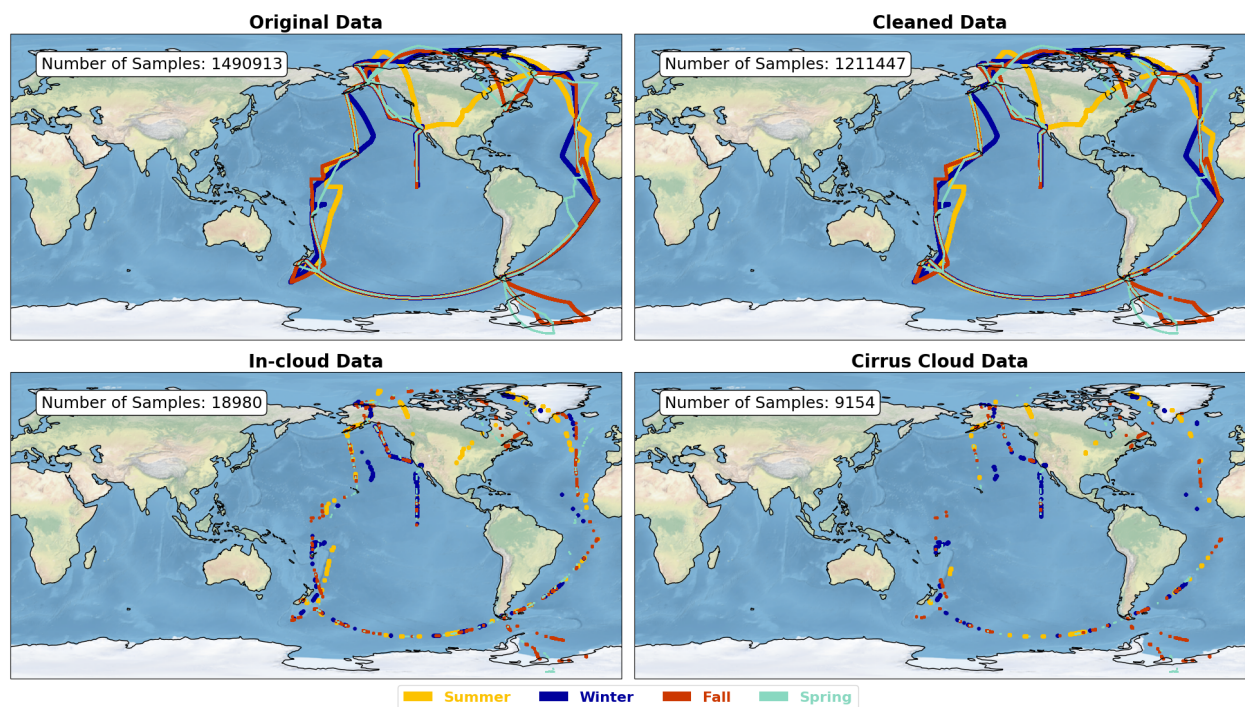 Original Data
Number of Samples: 1490913
Cleaned Data
Number of Samples: 1211447
In-cloud Data
Number of Samples: 18980
Cirrus Cloud Data
Number of Samples: 9154
Summer Winter Fall Spring